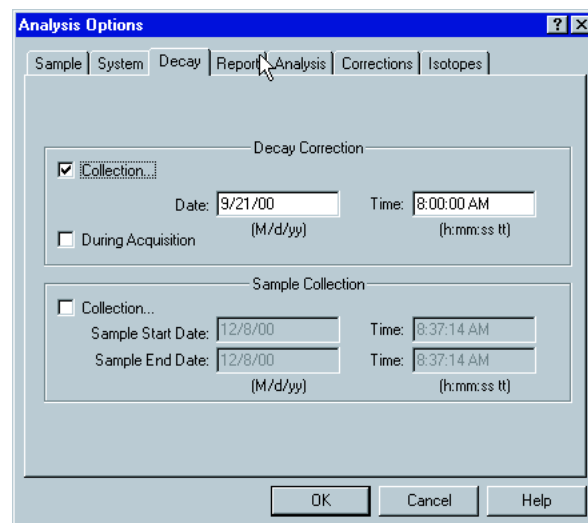 Analysis Options
Sample System Decay Report Analysis Corrections Isotopes
Decay Correction
Collection...
Date: 9/21/00 Time: 8:00:00 AM
(M/d/yy) (h:mm:ss tt)
During Acquisition
Sample Collection
Collection...
Sample Start Date: 12/8/00 Time: 8:37:14 AM
Sample End Date: 12/8/00 Time: 8:37:14 AM
(M/d/yy) (h:mm:ss tt)
OK Cancel Help